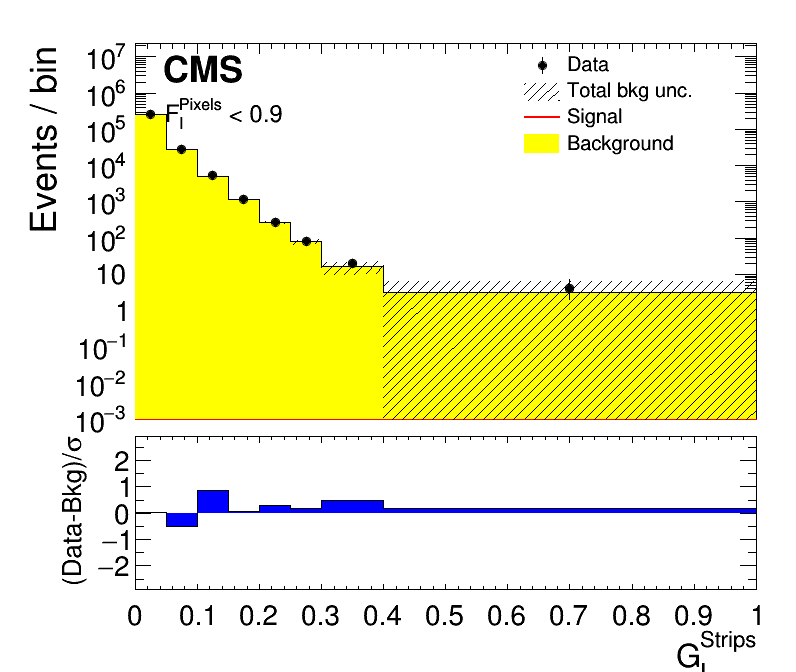 Events / bin
10^7
10^6
10^5
10^4
10^3
10^2
10
1
10^−1
10^−2
10^−3
CMS
F_I^Pixels < 0.9
Data
Total bkg unc.
Signal
Background
(Data-Bkg)/σ
2
1
0
−1
−2
0 0.1 0.2 0.3 0.4 0.5 0.6 0.7 0.8 0.9 1
G_I^Strips